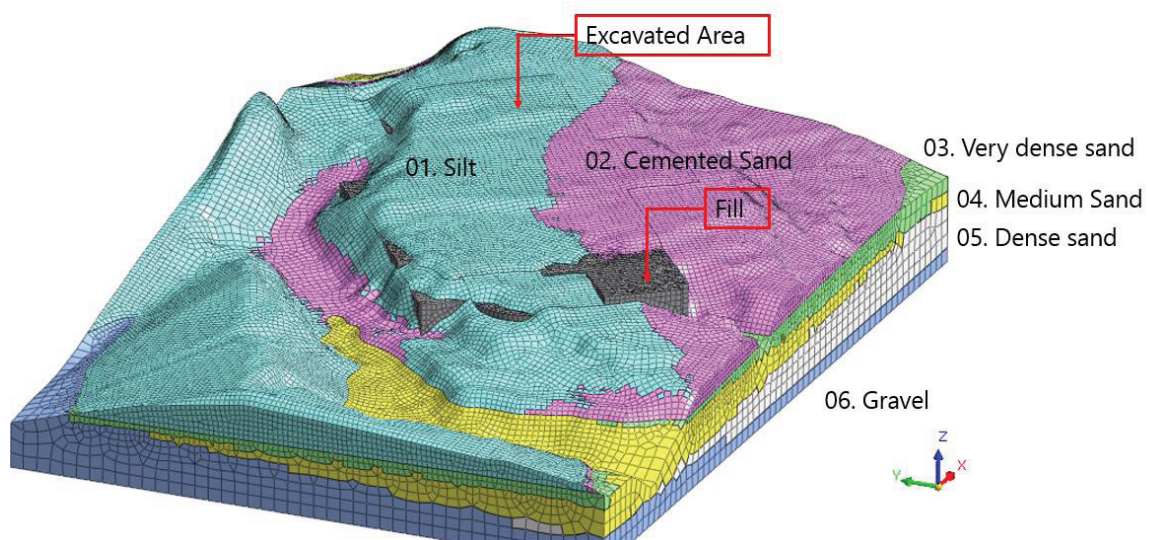 Excavated Area
01. Silt
02. Cemented Sand
03. Very dense sand
Fill
04. Medium Sand
05. Dense sand
06. Gravel
Z
Y
X